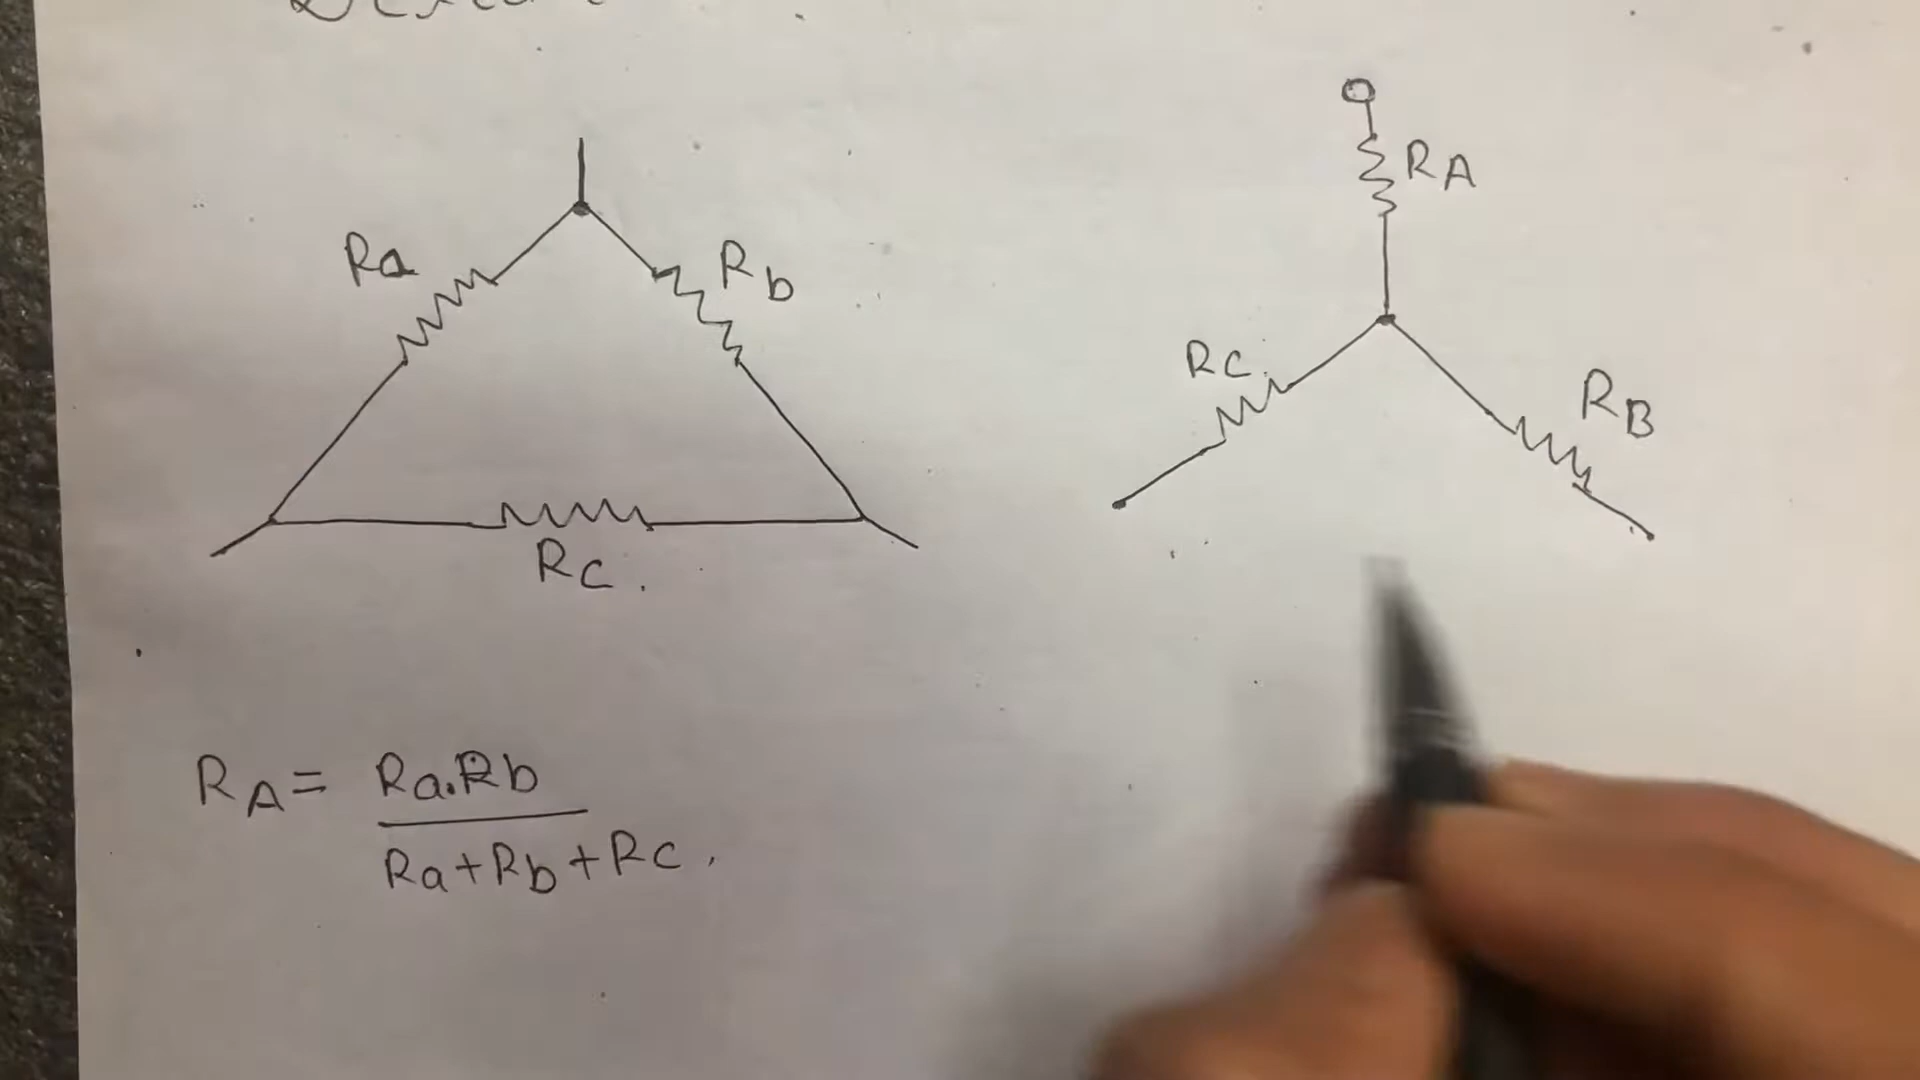 Ra
Rb
Rc.
RA
Rc.
RB
RA = Ra.Rb
Ra+Rb+Rc.